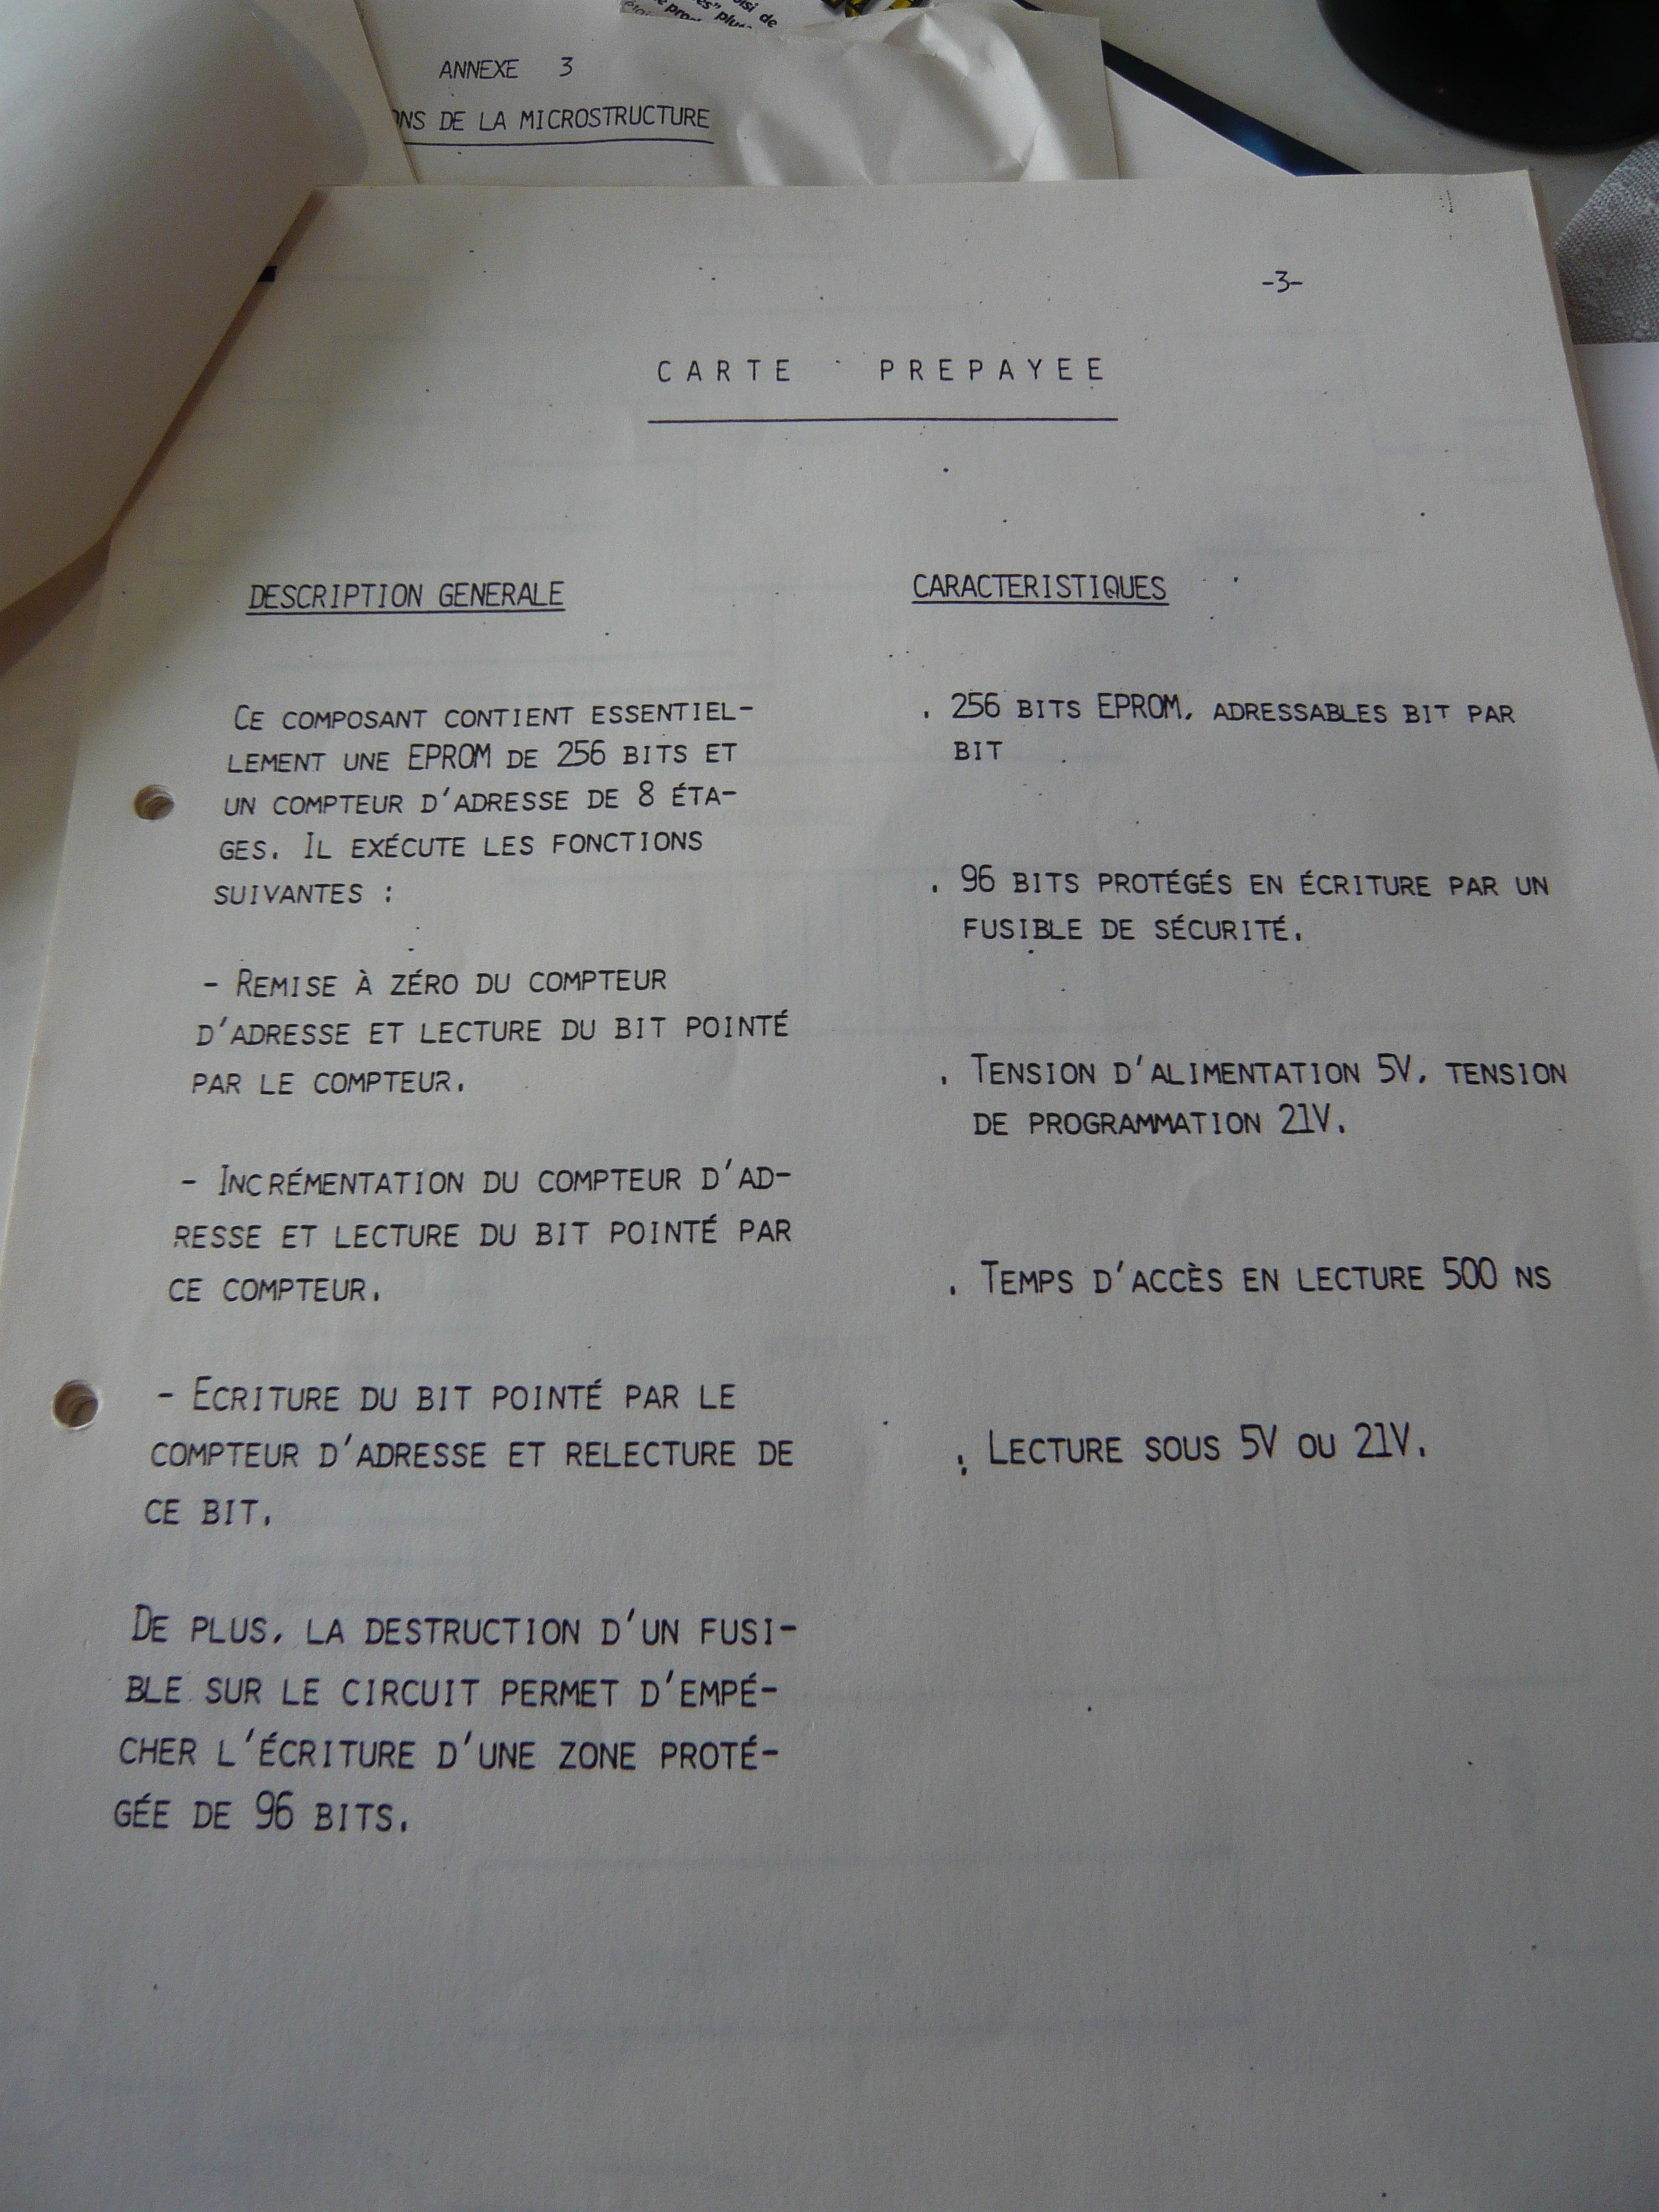 ANNEXE 3
ONS DE LA MICROSTRUCTURE
-3-
CARTE PREPAYEE
DESCRIPTION GENERALE
CE COMPOSANT CONTIENT ESSENTIEL-
LEMENT UNE EPROM DE 256 BITS ET
UN COMPTEUR D'ADRESSE DE 8 ÉTA-
GES. IL EXÉCUTE LES FONCTIONS
SUIVANTES :
- REMISE À ZÉRO DU COMPTEUR
D'ADRESSE ET LECTURE DU BIT POINTÉ
PAR LE COMPTEUR.
- INCRÉMENTATION DU COMPTEUR D'AD-
RESSE ET LECTURE DU BIT POINTÉ PAR
CE COMPTEUR.
- ECRITURE DU BIT POINTÉ PAR LE
COMPTEUR D'ADRESSE ET RELECTURE DE
CE BIT.
DE PLUS, LA DESTRUCTION D'UN FUSI-
BLE SUR LE CIRCUIT PERMET D'EMPÉ-
CHER L'ÉCRITURE D'UNE ZONE PROTÉ-
GÉE DE 96 BITS.
CARACTERISTIQUES
. 256 BITS EPROM, ADRESSABLES BIT PAR
BIT
. 96 BITS PROTÉGÉS EN ÉCRITURE PAR UN
FUSIBLE DE SÉCURITÉ.
. TENSION D'ALIMENTATION 5V, TENSION
DE PROGRAMMATION 21V.
. TEMPS D'ACCÈS EN LECTURE 500 NS
. LECTURE SOUS 5V OU 21V.